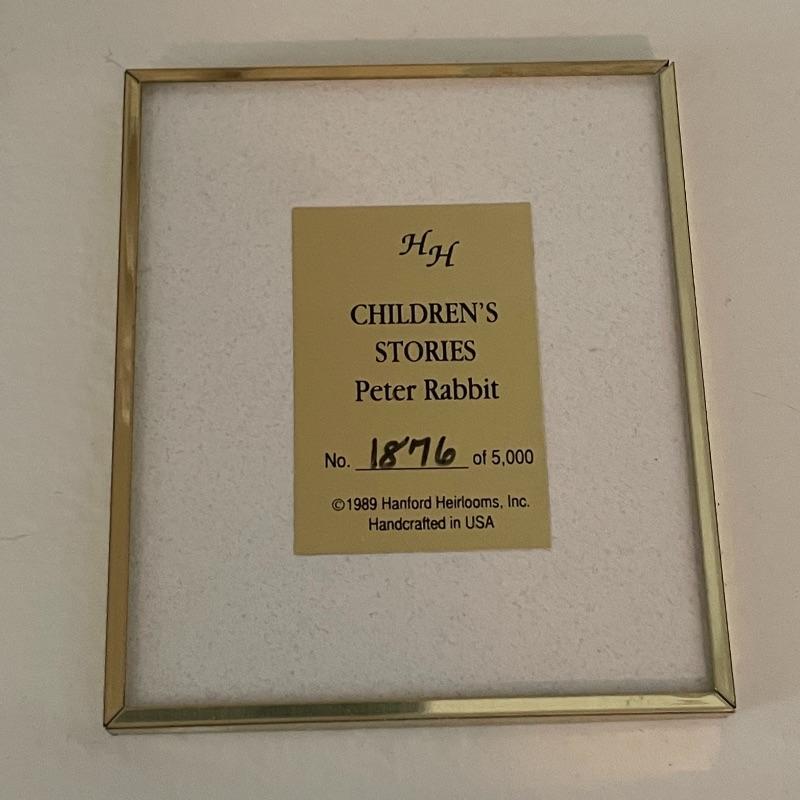 HH
CHILDREN'S
STORIES
Peter Rabbit
No. 1876 of 5,000
©1989 Hanford Heirlooms, Inc.
Handcrafted in USA